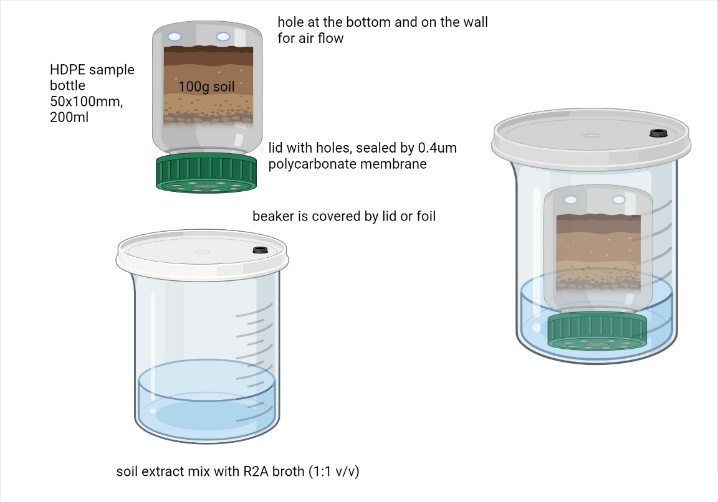 hole at the bottom and on the wall
for air flow
HDPE sample
bottle
50x100mm,
200ml
100g soil
lid with holes, sealed by 0.4um
polycarbonate membrane
beaker is covered by lid or foil
soil extract mix with R2A broth (1:1 v/v)